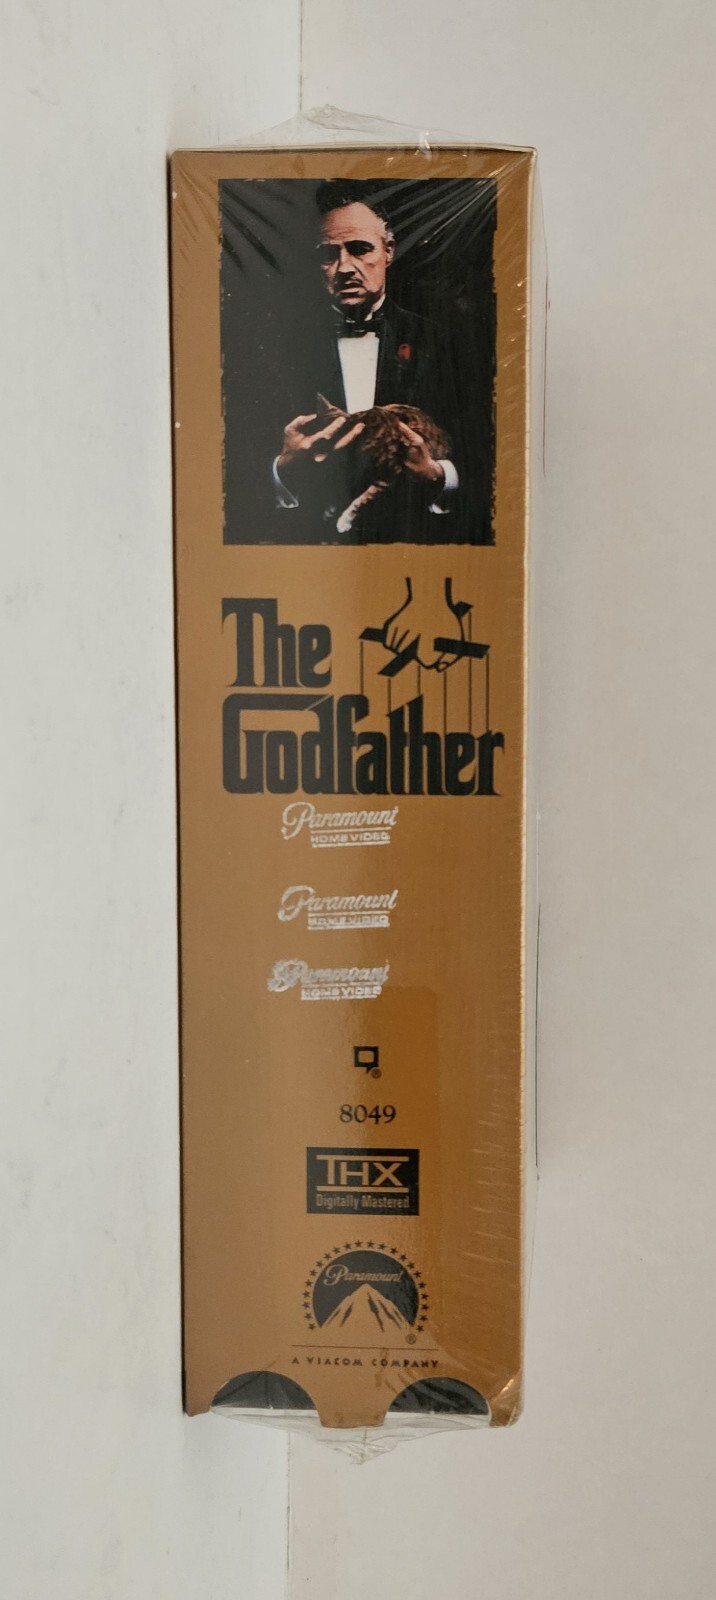 The
Godfather
Paramount
HOME VIDEO
Paramount
HOME VIDEO
Paramount
HOME VIDEO
®
8049
THX
Digitally Mastered
Paramount
®
A VIACOM COMPANY